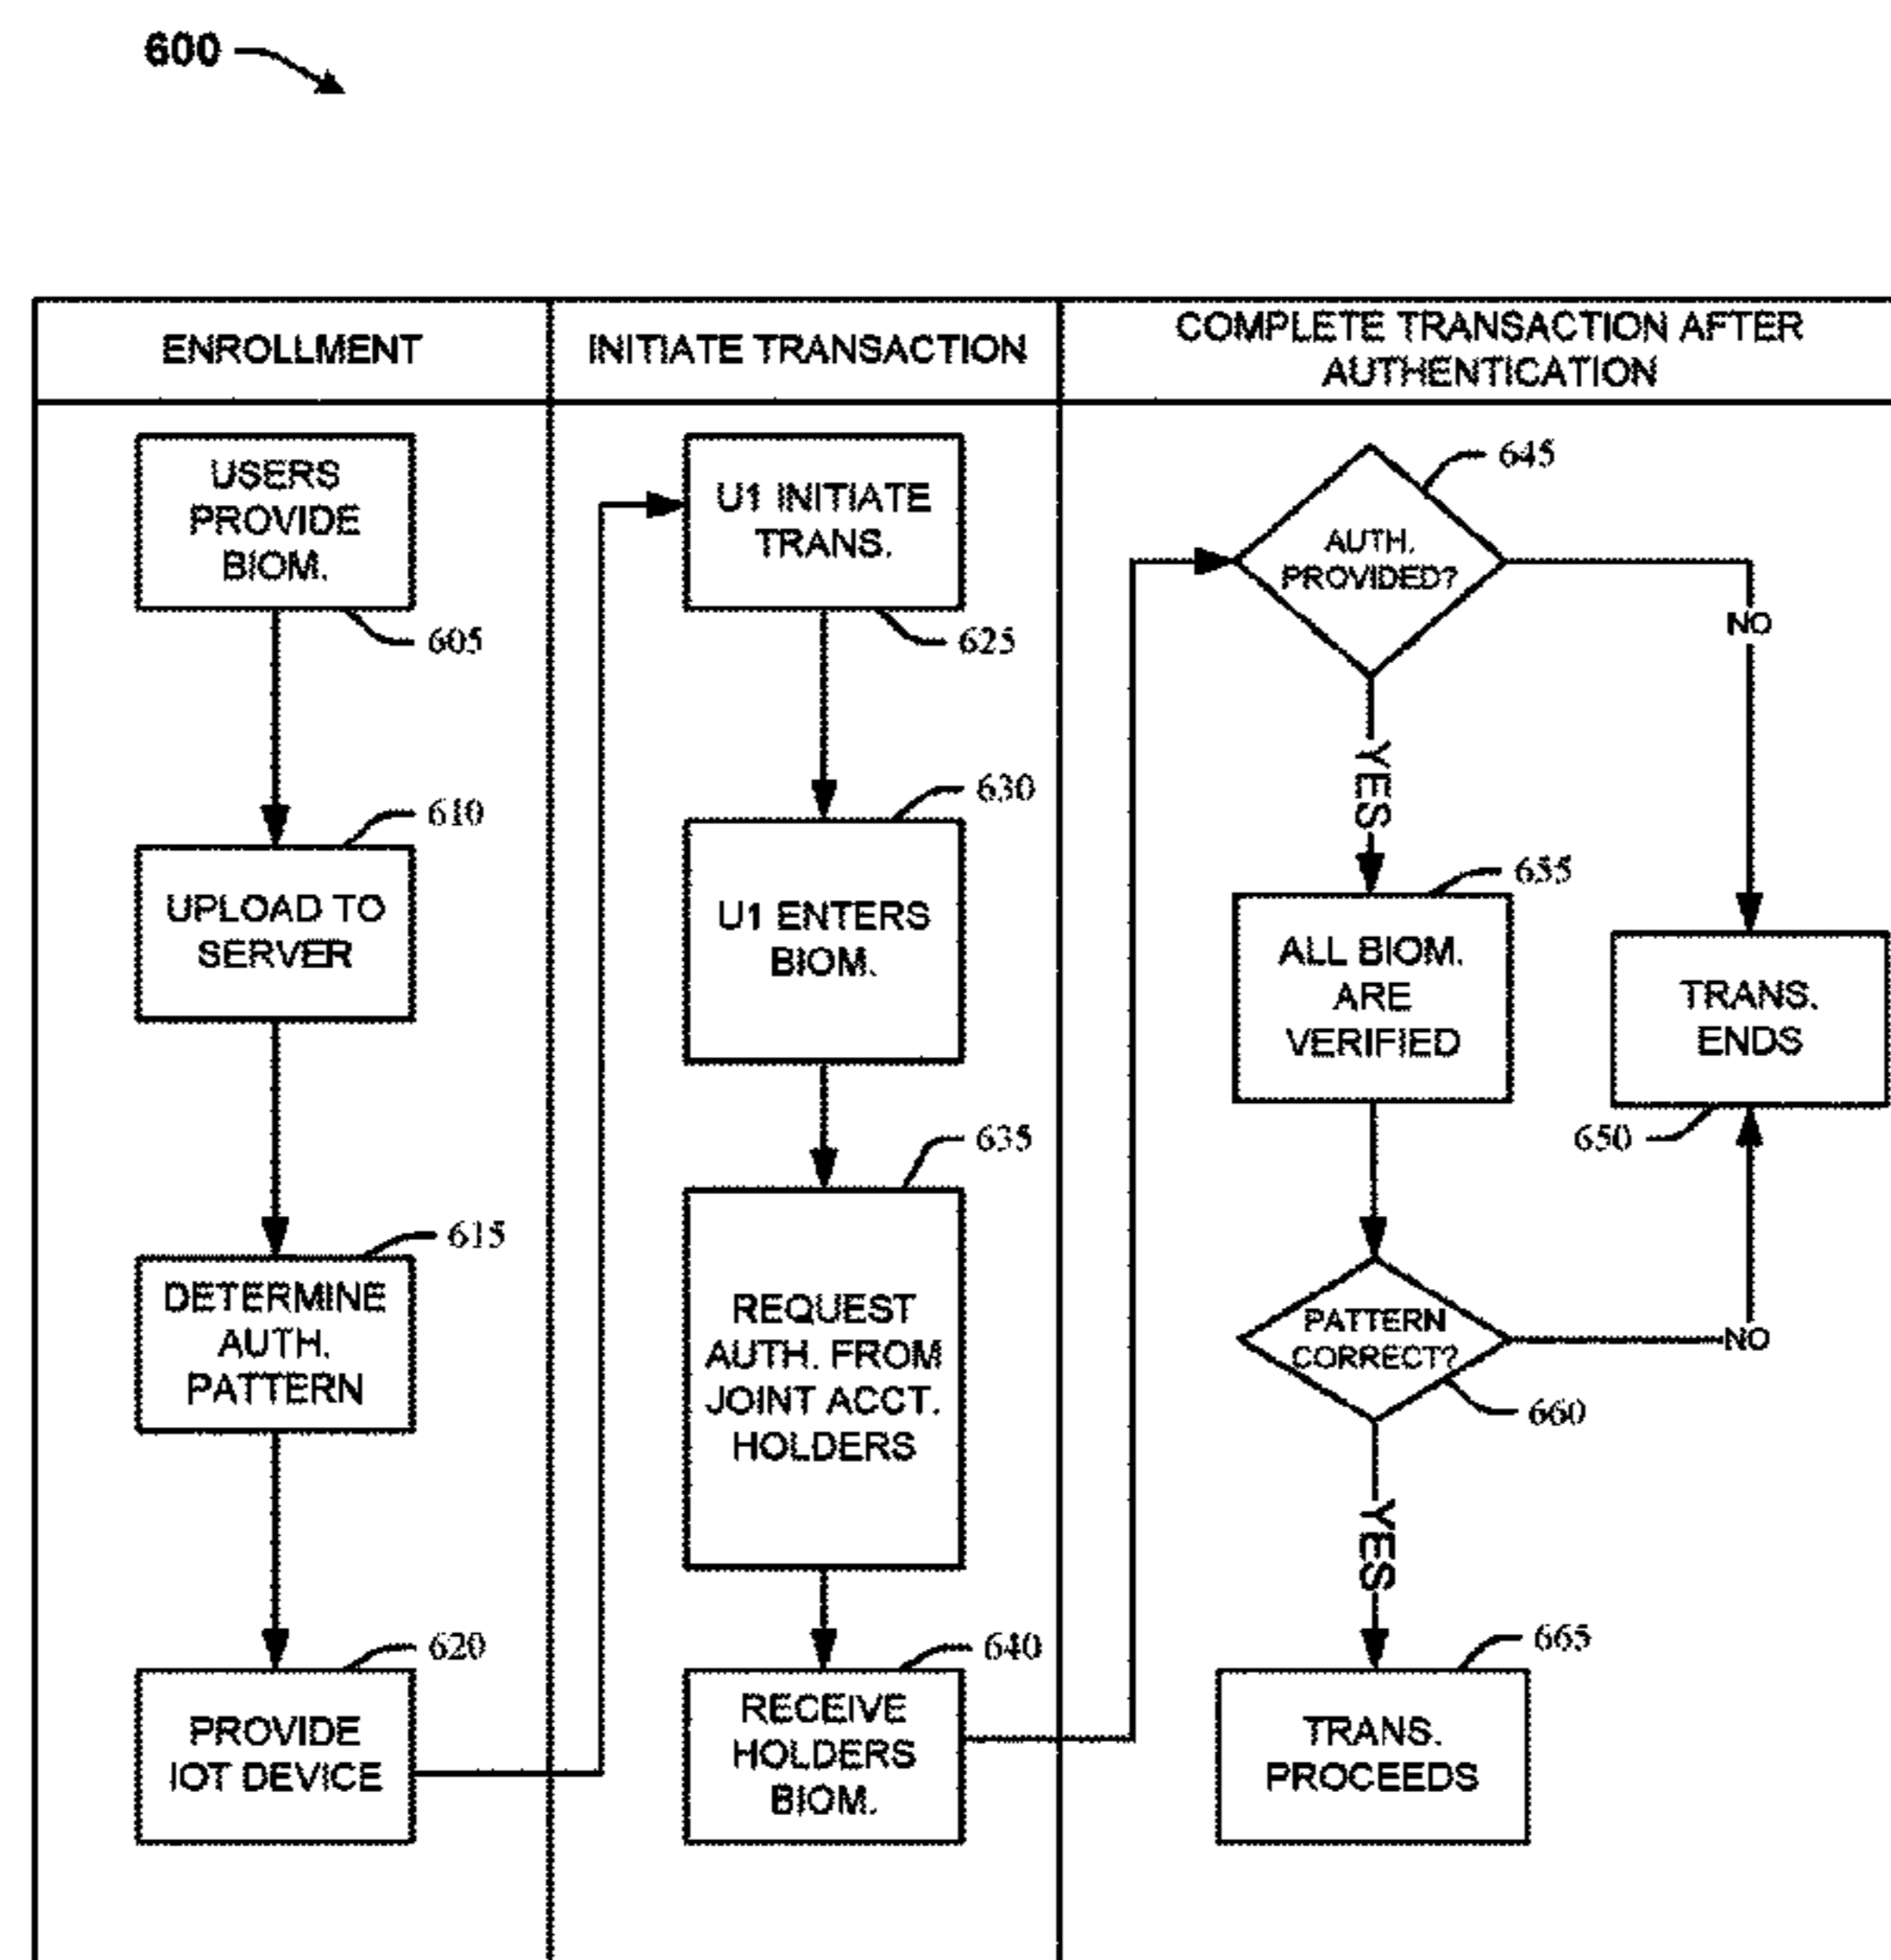 600
ENROLLMENT
INITIATE TRANSACTION
COMPLETE TRANSACTION AFTER
AUTHENTICATION
USERS
PROVIDE
BIOM.
605
610
UPLOAD TO
SERVER
615
DETERMINE
AUTH.
PATTERN
620
PROVIDE
IOT DEVICE
U1 INITIATE
TRANS.
625
630
U1 ENTERS
BIOM.
635
REQUEST
AUTH. FROM
JOINT ACCT.
HOLDERS
640
RECEIVE
HOLDERS
BIOM.
645
AUTH.
PROVIDED?
NO
YES
655
ALL BIOM.
ARE
VERIFIED
TRANS.
ENDS
650
PATTERN
CORRECT?
NO
660
YES
665
TRANS.
PROCEEDS